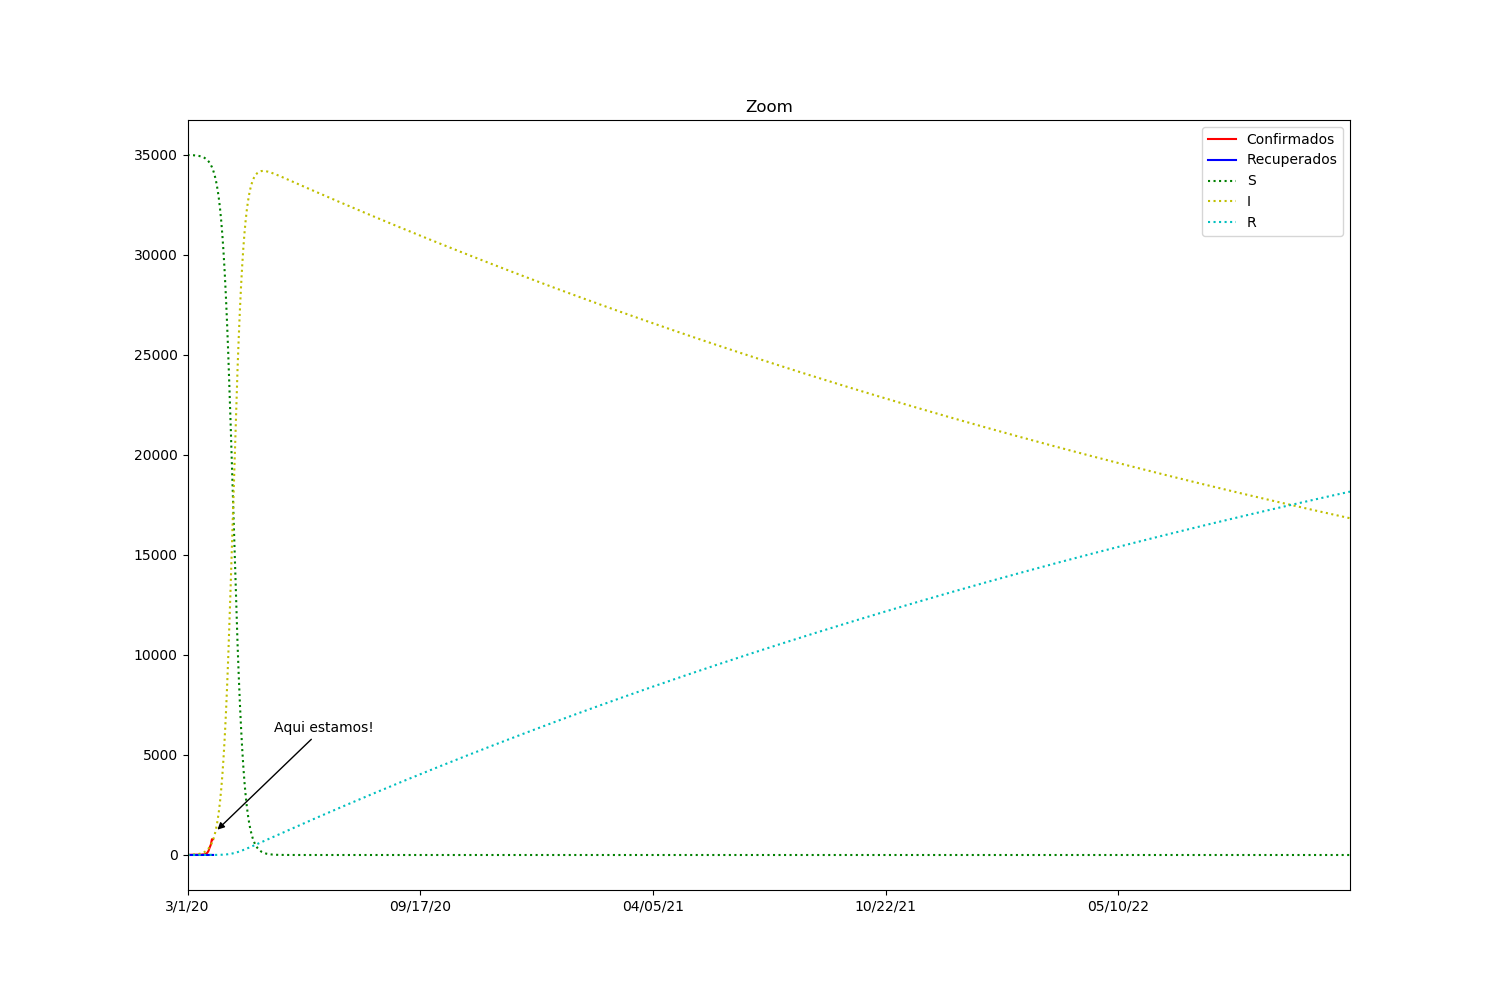 Zoom
Confirmados
Recuperados
S
I
R
35000
30000
25000
20000
15000
10000
5000
0
Aqui estamos!
3/1/20 09/17/20 04/05/21 10/22/21 05/10/22